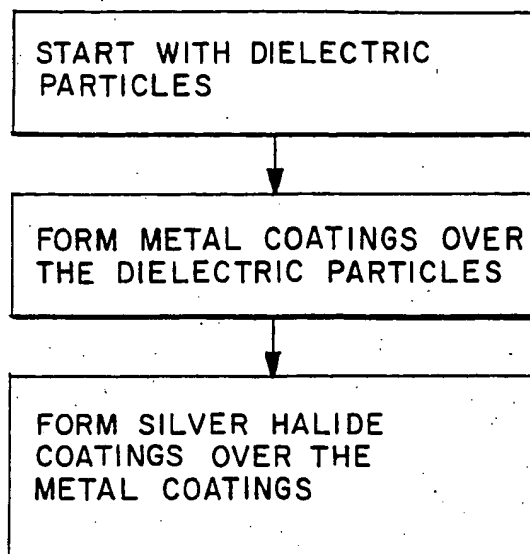 START WITH DIELECTRIC
PARTICLES
FORM METAL COATINGS OVER
THE DIELECTRIC PARTICLES
FORM SILVER HALIDE
COATINGS OVER THE
METAL COATINGS